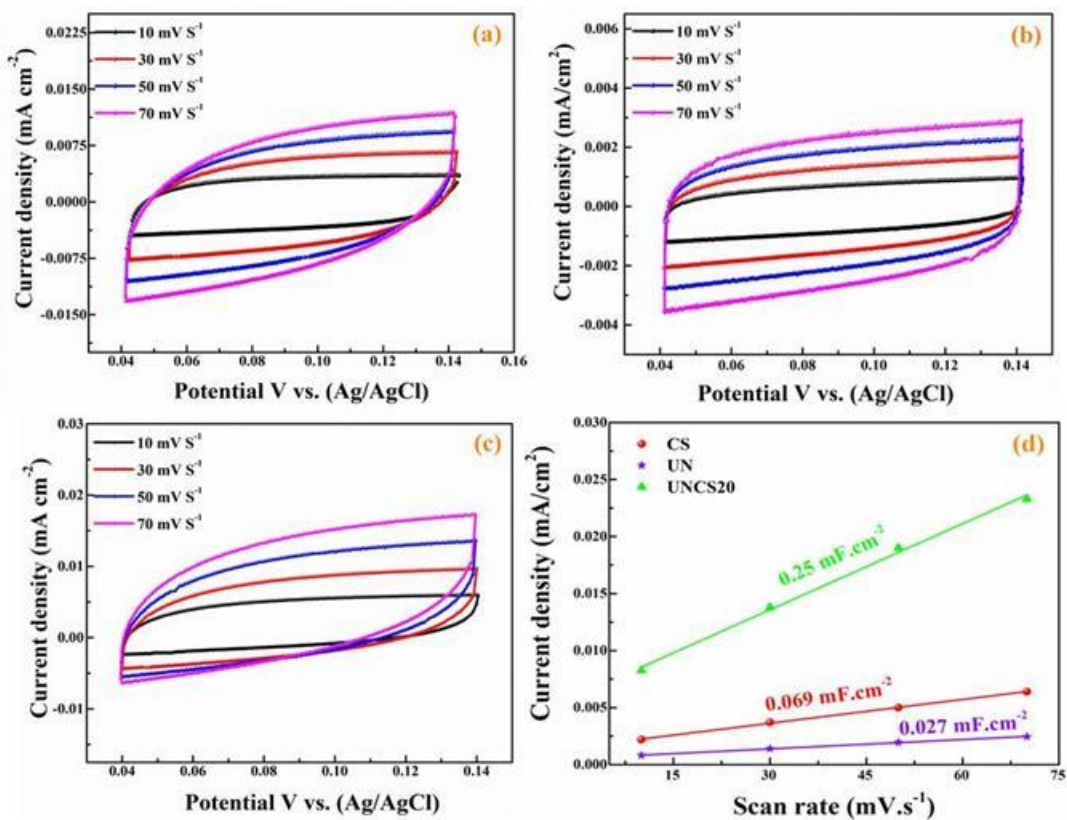 (a)
10 mV S⁻¹
30 mV S⁻¹
50 mV S⁻¹
70 mV S⁻¹
0.0225
0.0150
0.0075
0.0000
-0.0075
-0.0150
Current density (mA cm⁻²)
0.04 0.06 0.08 0.10 0.12 0.14 0.16
Potential V vs. (Ag/AgCl)
(b)
10 mV S⁻¹
30 mV S⁻¹
50 mV S⁻¹
70 mV S⁻¹
0.006
0.004
0.002
0.000
-0.002
-0.004
Current density (mA/cm²)
0.04 0.06 0.08 0.10 0.12 0.14
Potential V vs. (Ag/AgCl)
(c)
10 mV S⁻¹
30 mV S⁻¹
50 mV S⁻¹
70 mV S⁻¹
0.03
0.02
0.01
0.00
-0.01
Current density (mA cm⁻²)
0.04 0.06 0.08 0.10 0.12 0.14
Potential V vs. (Ag/AgCl)
(d)
CS
UN
UNCS20
0.030
0.025
0.020
0.015
0.010
0.005
0.000
Current density (mA/cm²)
0.25 mF.cm⁻²
0.069 mF.cm⁻²
0.027 mF.cm⁻²
15 30 45 60 75
Scan rate (mV.s⁻¹)